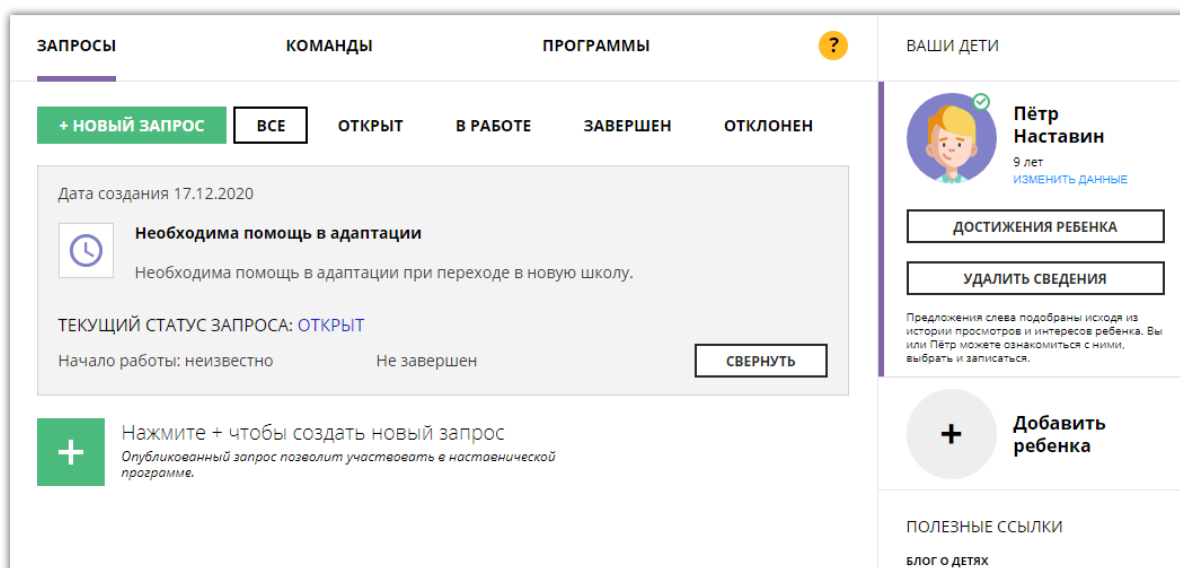 ЗАПРОСЫ
КОМАНДЫ
ПРОГРАММЫ
?
+ НОВЫЙ ЗАПРОС
ВСЕ
ОТКРЫТ
В РАБОТЕ
ЗАВЕРШЕН
ОТКЛОНЕН
Дата создания 17.12.2020
Необходима помощь в адаптации
Необходима помощь в адаптации при переходе в новую школу.
ТЕКУЩИЙ СТАТУС ЗАПРОСА: ОТКРЫТ
Начало работы: неизвестно
Не завершен
СВЕРНУТЬ
+
Нажмите + чтобы создать новый запрос
Опубликованный запрос позволит участвовать в наставнической
программе.
ВАШИ ДЕТИ
Пётр
Наставин
9 лет
ИЗМЕНИТЬ ДАННЫЕ
ДОСТИЖЕНИЯ РЕБЕНКА
УДАЛИТЬ СВЕДЕНИЯ
Предложения слева подобраны исходя из
истории просмотров и интересов ребенка. Вы
или Пётр можете ознакомиться с ними,
выбрать и записаться.
+
Добавить
ребенка
ПОЛЕЗНЫЕ ССЫЛКИ
БЛОГ О ДЕТЯХ